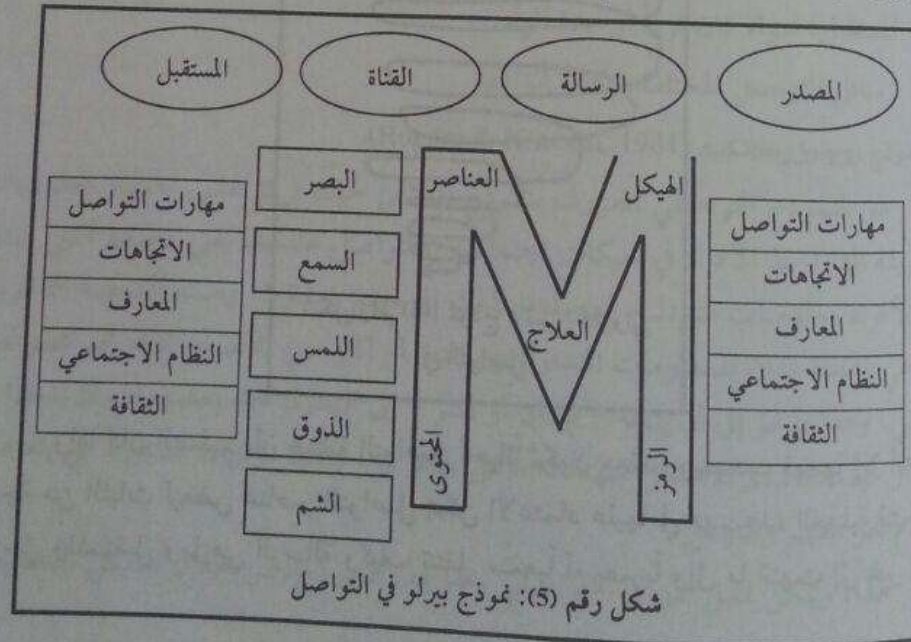 المصدر
الرسالة
القناة
المستقبل
مهارات التواصل
الاتجاهات
المعارف
النظام الاجتماعي
الثقافة
الهيكل
العناصر
العلاج
الرمز
المحتوى
البصر
السمع
اللمس
الذوق
الشم
مهارات التواصل
الاتجاهات
المعارف
النظام الاجتماعي
الثقافة
شكل رقم (5): نموذج بيرلو في التواصل